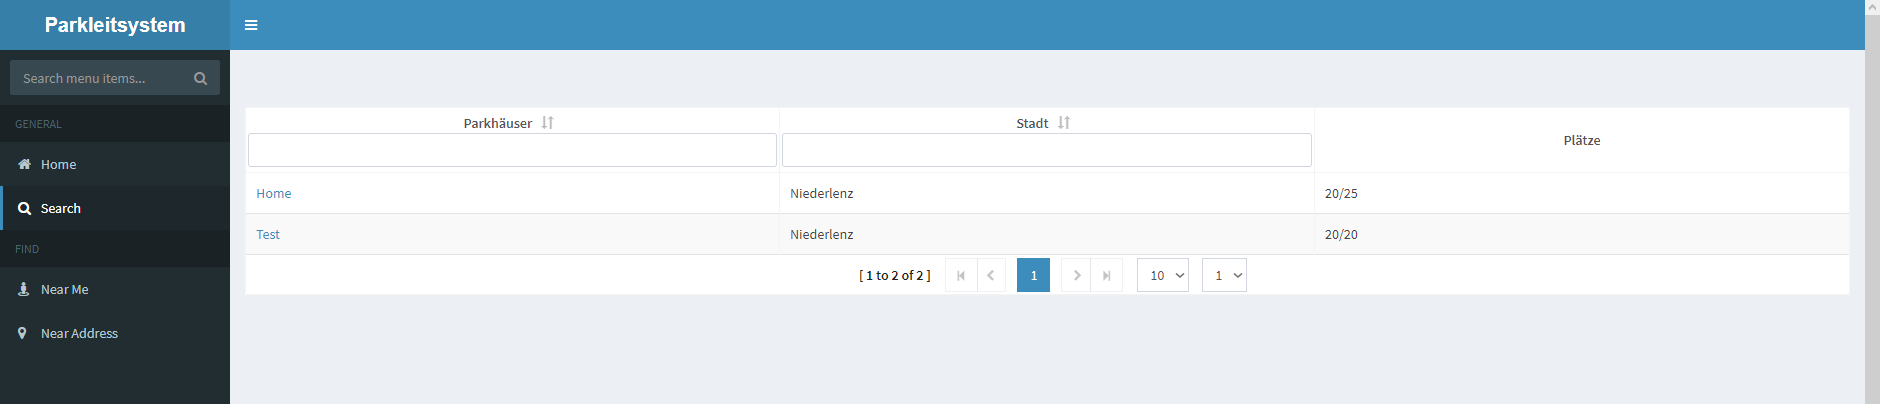 Parkleitsystem
Search menu items...
GENERAL
Home
Search
FIND
Near Me
Near Address
Parkhäuser
Stadt
Plätze
Home Niederlenz 20/25
Test Niederlenz 20/20
[ 1 to 2 of 2 ] 1 10 1